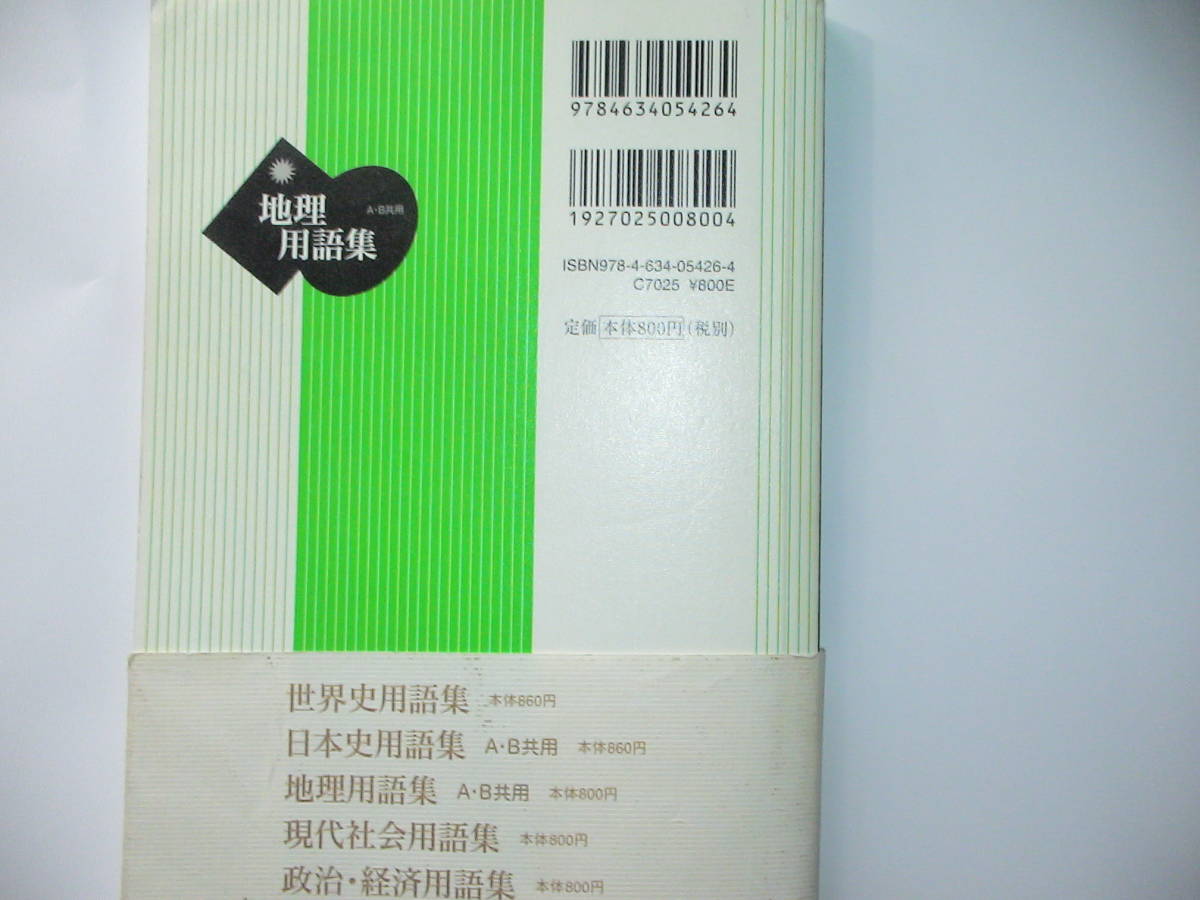 9784634054264
1927025008004
ISBN978-4-634-05426-4
C7025 ¥800E
定価 本体800円 (税別)
地理
用語集
A・B共用
世界史用語集 本体860円
日本史用語集 A・B共用 本体860円
地理用語集 A・B共用 本体800円
現代社会用語集 本体800円
政治・経済用語集 本体800円